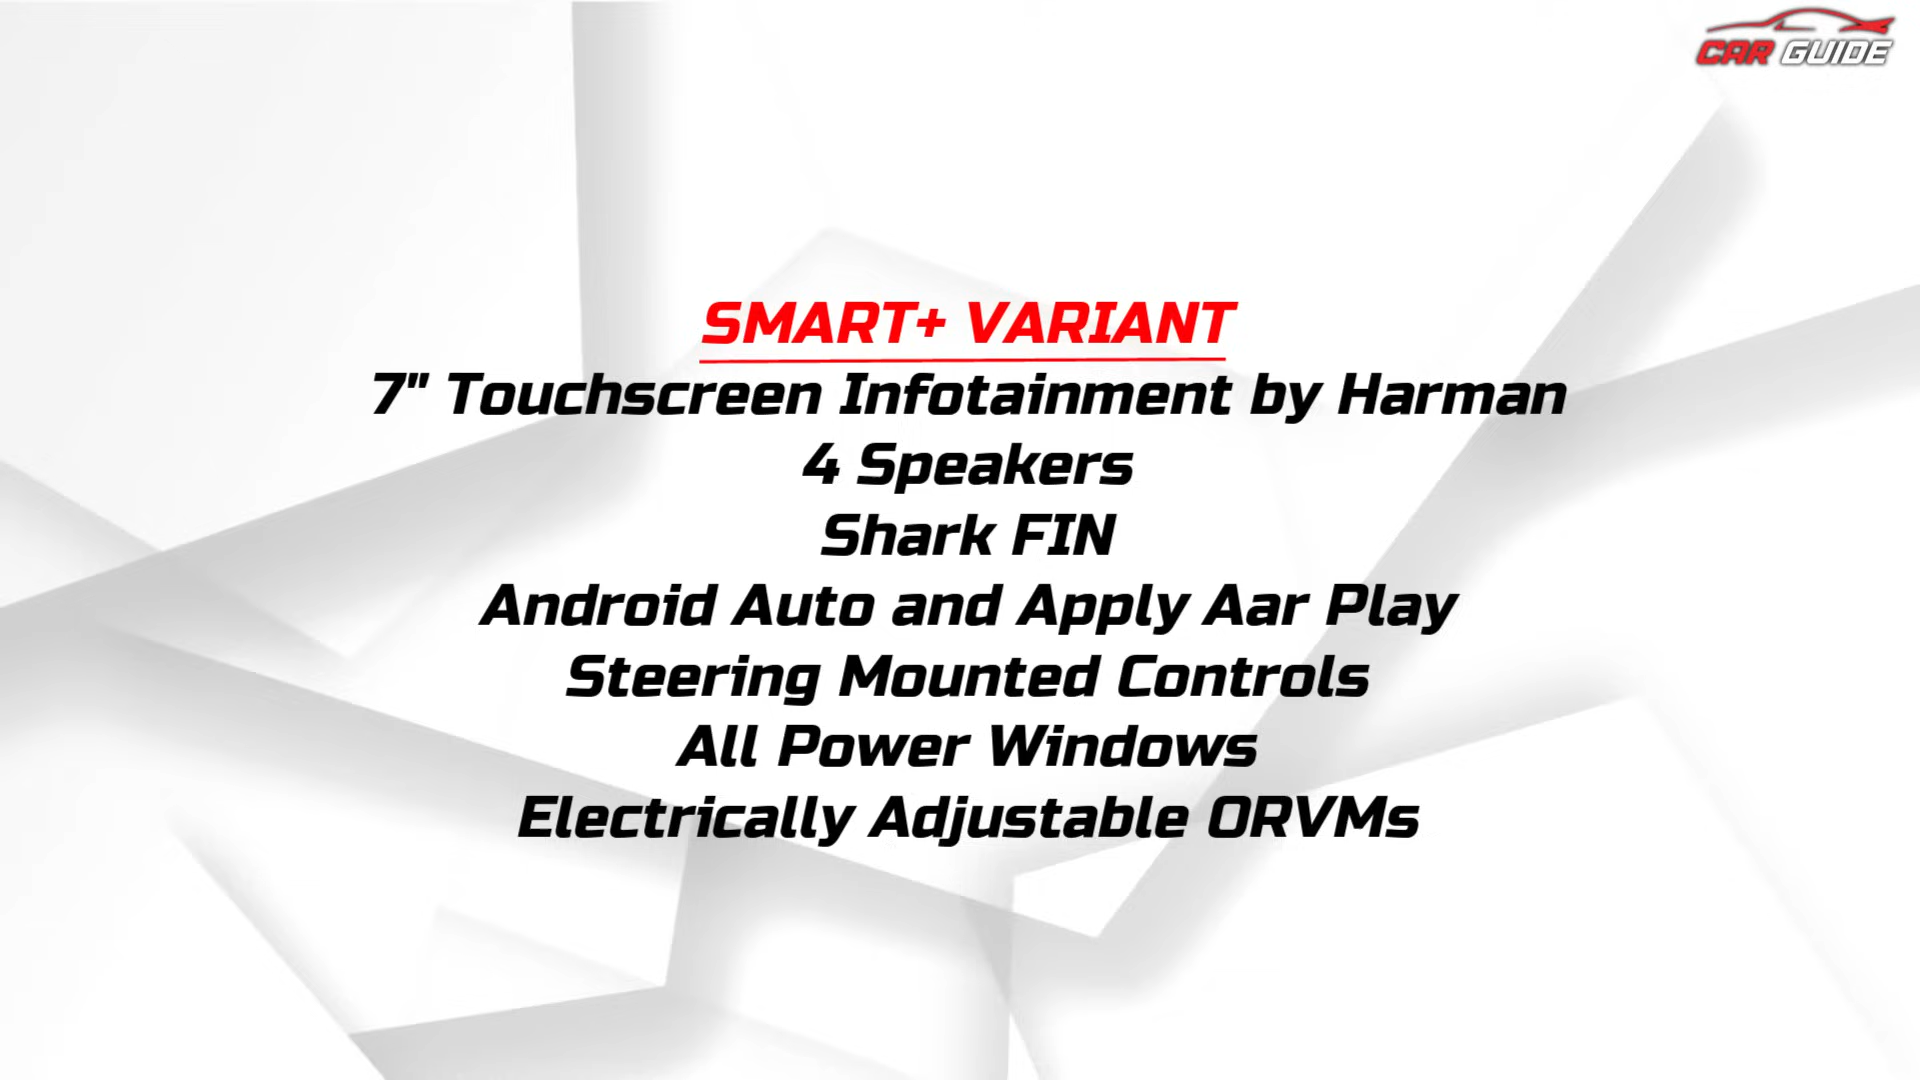 CAR GUIDE
SMART+ VARIANT
7" Touchscreen Infotainment by Harman
4 Speakers
Shark FIN
Android Auto and Apply Aar Play
Steering Mounted Controls
All Power Windows
Electrically Adjustable ORVMs